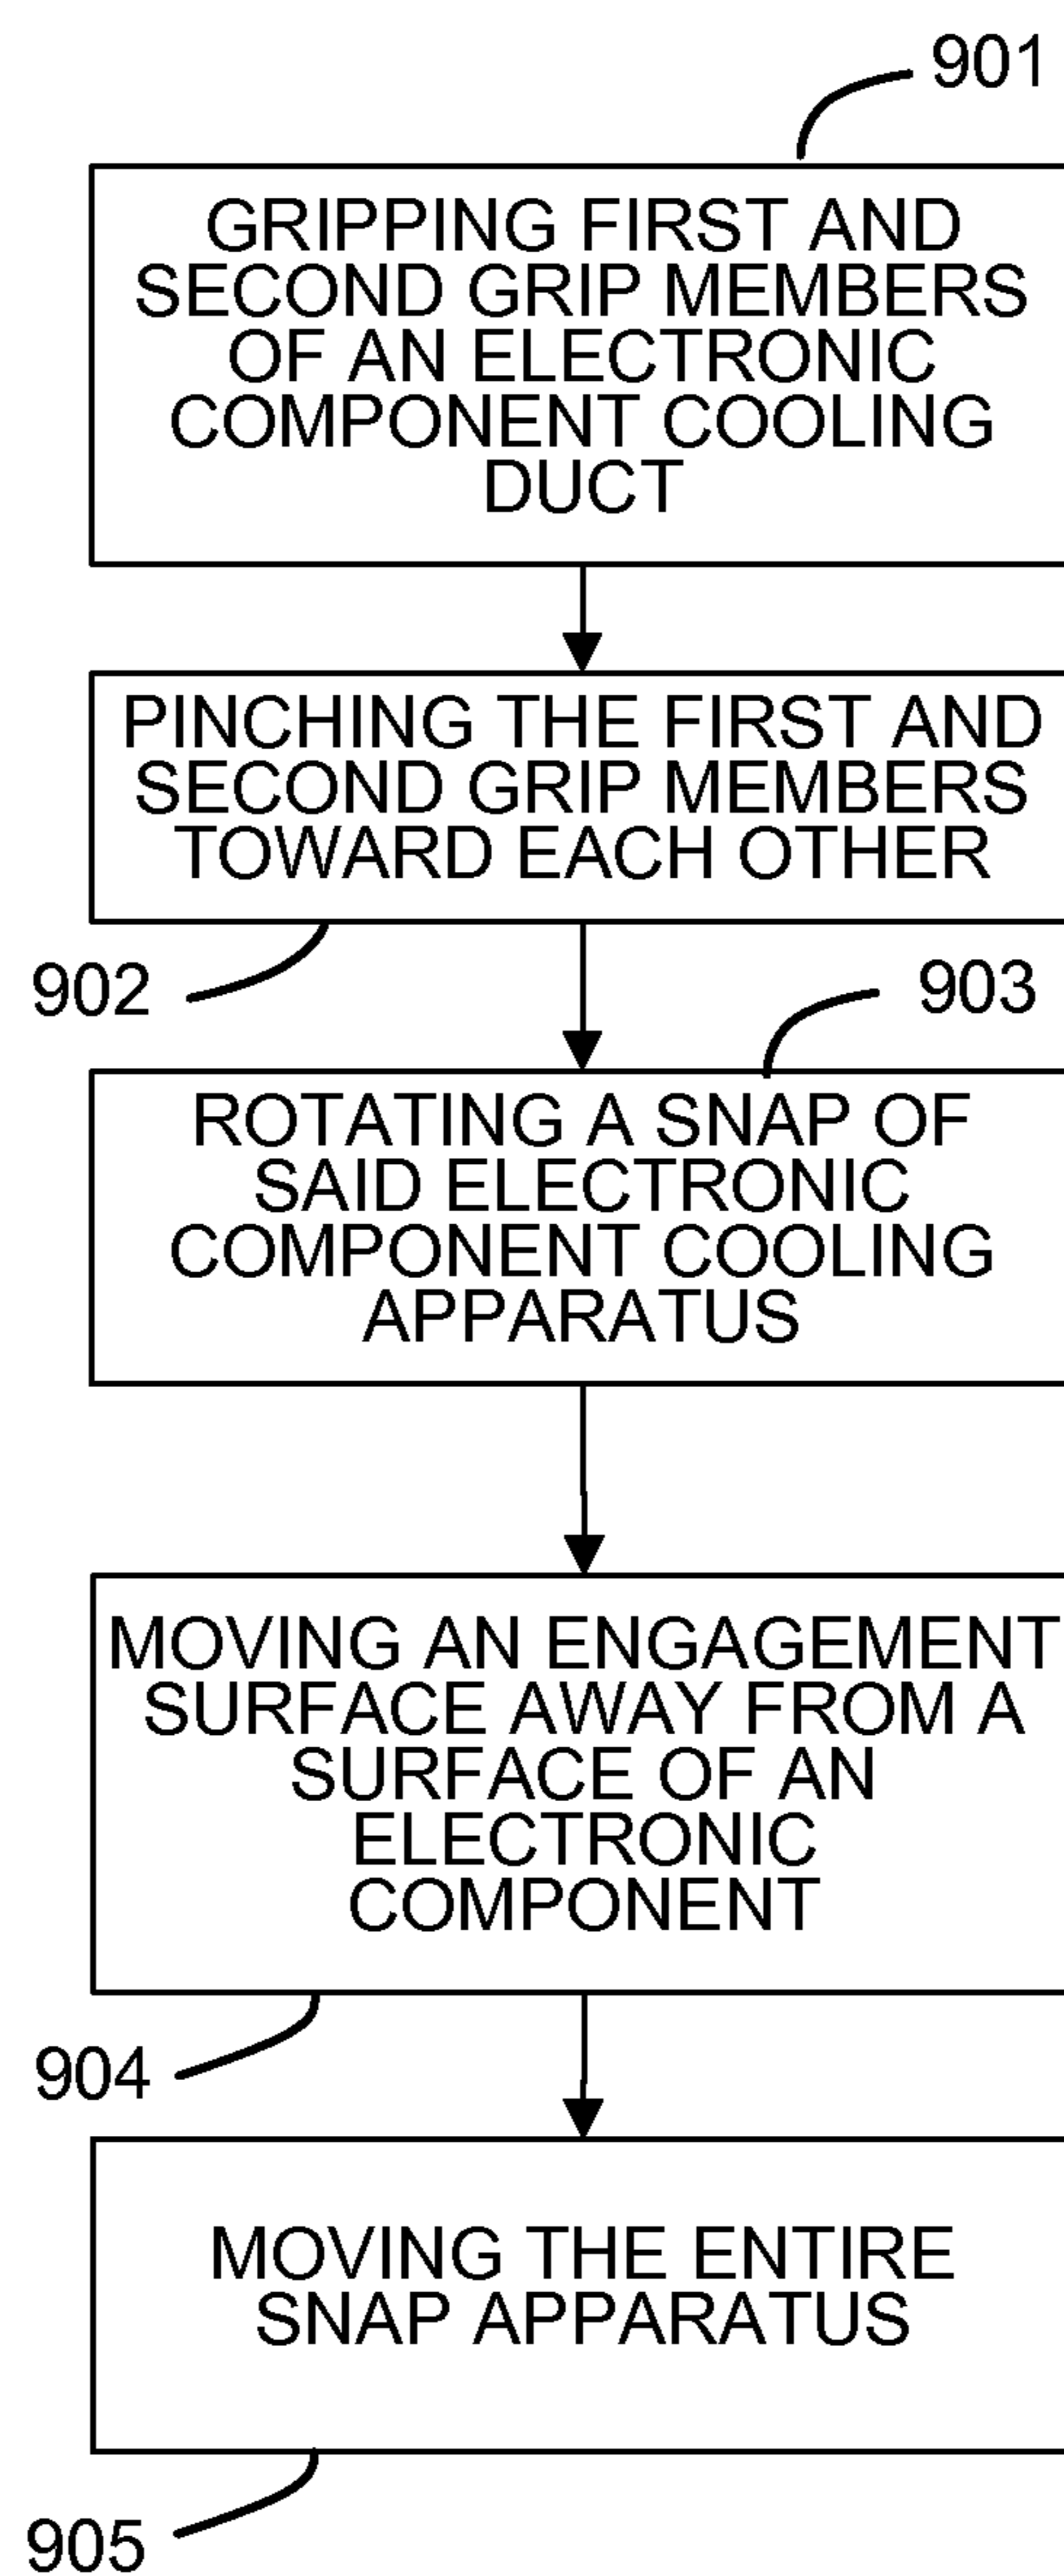 901
GRIPPING FIRST AND
SECOND GRIP MEMBERS
OF AN ELECTRONIC
COMPONENT COOLING
DUCT
PINCHING THE FIRST AND
SECOND GRIP MEMBERS
TOWARD EACH OTHER
902
903
ROTATING A SNAP OF
SAID ELECTRONIC
COMPONENT COOLING
APPARATUS
MOVING AN ENGAGEMENT
SURFACE AWAY FROM A
SURFACE OF AN
ELECTRONIC
COMPONENT
904
MOVING THE ENTIRE
SNAP APPARATUS
905